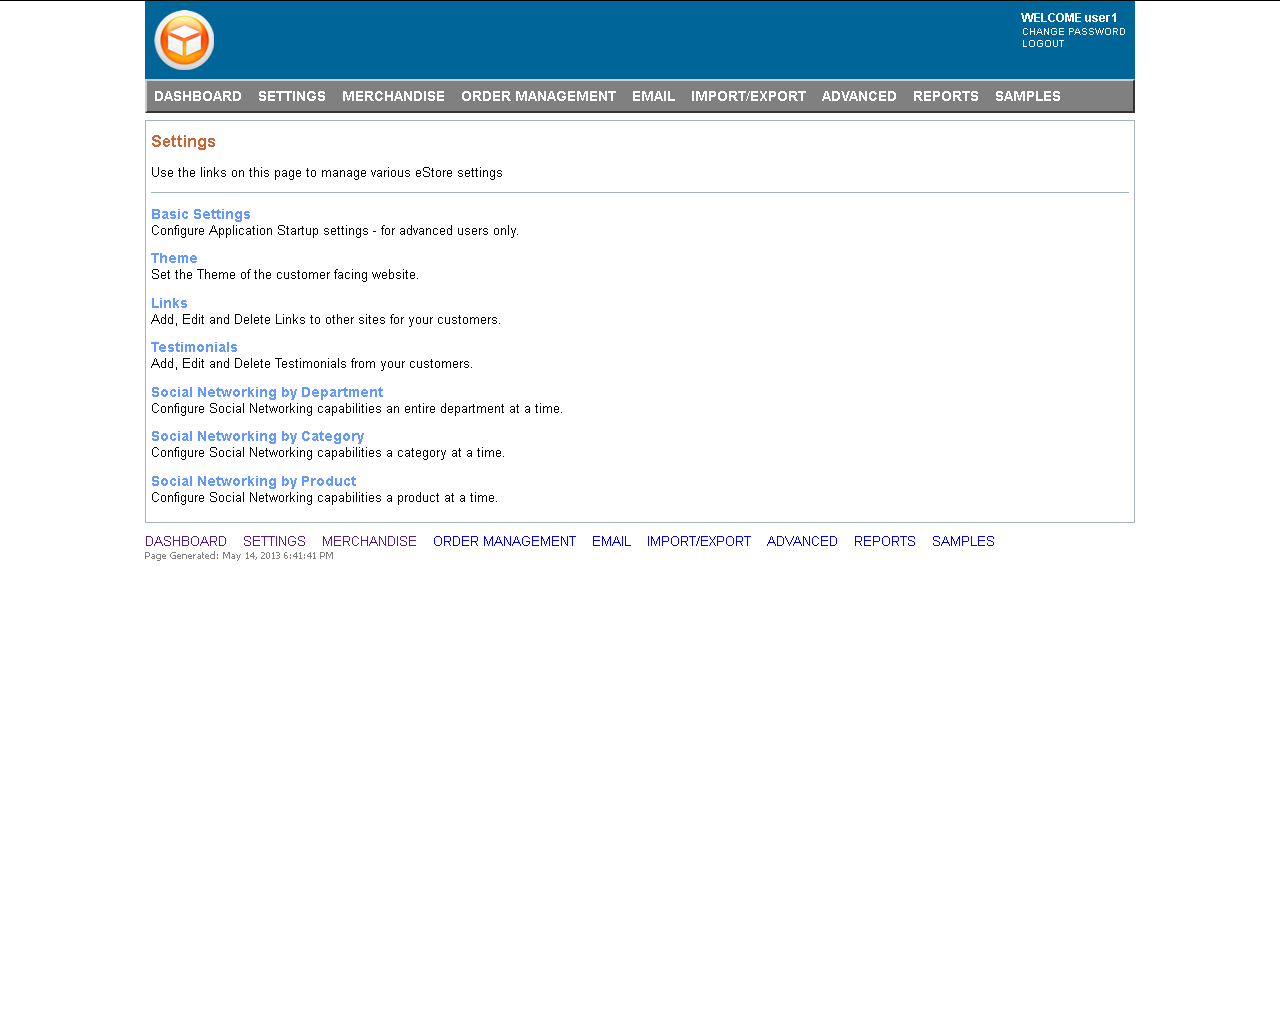 WELCOME user1
CHANGE PASSWORD
LOGOUT
DASHBOARD SETTINGS MERCHANDISE ORDER MANAGEMENT EMAIL IMPORT/EXPORT ADVANCED REPORTS SAMPLES
Settings
Use the links on this page to manage various eStore settings
Basic Settings
Configure Application Startup settings - for advanced users only.
Theme
Set the Theme of the customer facing website.
Links
Add, Edit and Delete Links to other sites for your customers.
Testimonials
Add, Edit and Delete Testimonials from your customers.
Social Networking by Department
Configure Social Networking capabilities an entire department at a time.
Social Networking by Category
Configure Social Networking capabilities a category at a time.
Social Networking by Product
Configure Social Networking capabilities a product at a time.
DASHBOARD SETTINGS MERCHANDISE ORDER MANAGEMENT EMAIL IMPORT/EXPORT ADVANCED REPORTS SAMPLES
Page Generated: May 14, 2013 6:41:41 PM